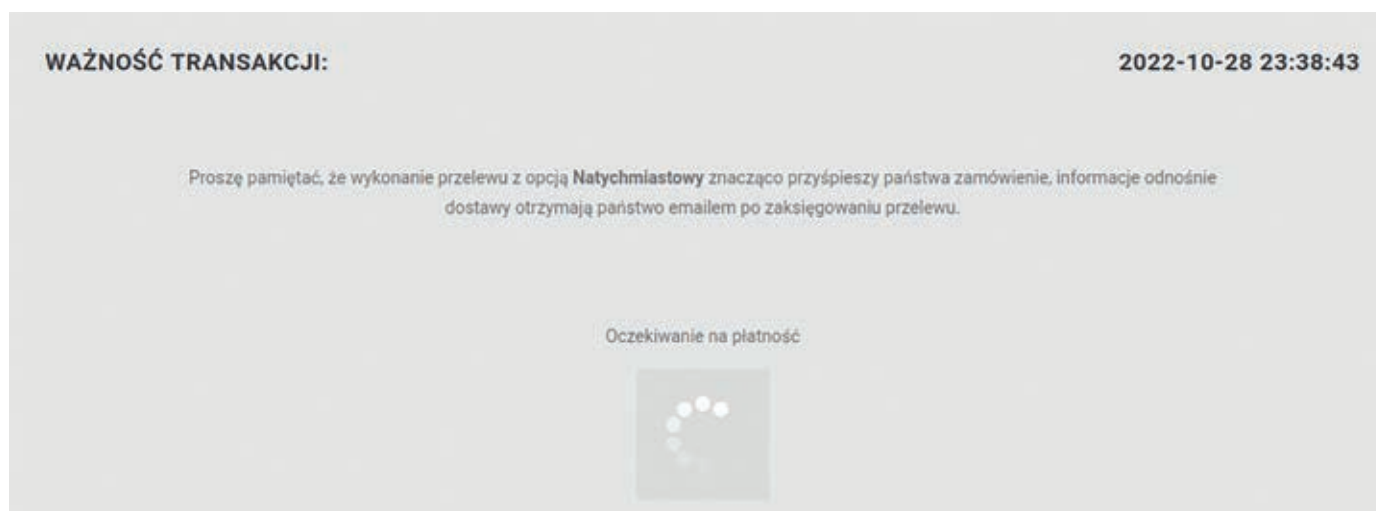 WAŻNOŚĆ TRANSAKCJI: 2022-10-28 23:38:43
Proszę pamiętać, że wykonanie przelewu z opcją Natychmiastowy znacząco przyśpieszy państwa zamówienie, informacje odnośnie
dostawy otrzymają państwo emailem po zaksięgowaniu przelewu.
Oczekiwanie na płatność